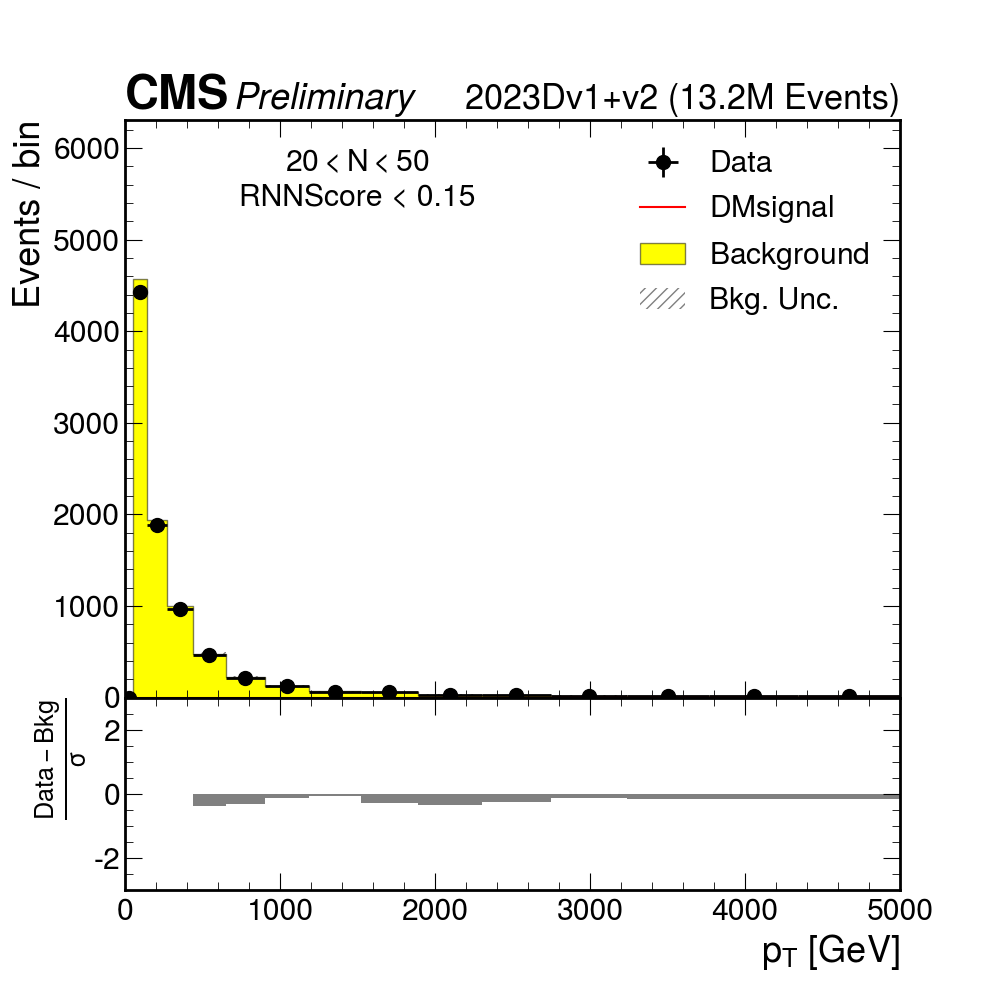 CMS Preliminary 2023Dv1+v2 (13.2M Events)
Events / bin
6000
5000
4000
3000
2000
1000
0
20 < N < 50
RNNScore < 0.15
Data
DMsignal
Background
Bkg. Unc.
Data – Bkg
σ
2
0
-2
0 1000 2000 3000 4000 5000
pT [GeV]